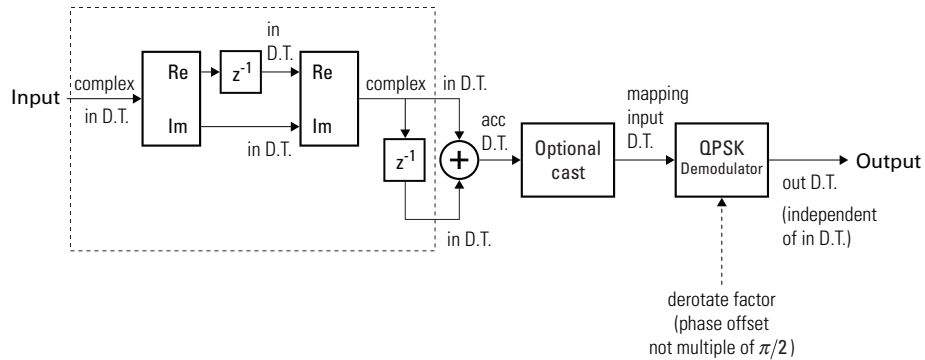 Input
complex
in D.T.
Re
Im
z⁻¹
in
D.T.
in D.T.
Re
Im
complex
z⁻¹
in D.T.
+
in D.T.
acc
D.T.
Optional
cast
mapping
input
D.T.
QPSK
Demodulator
Output
out D.T.
(independent
of in D.T.)
derotate factor
(phase offset
not multiple of π/2 )